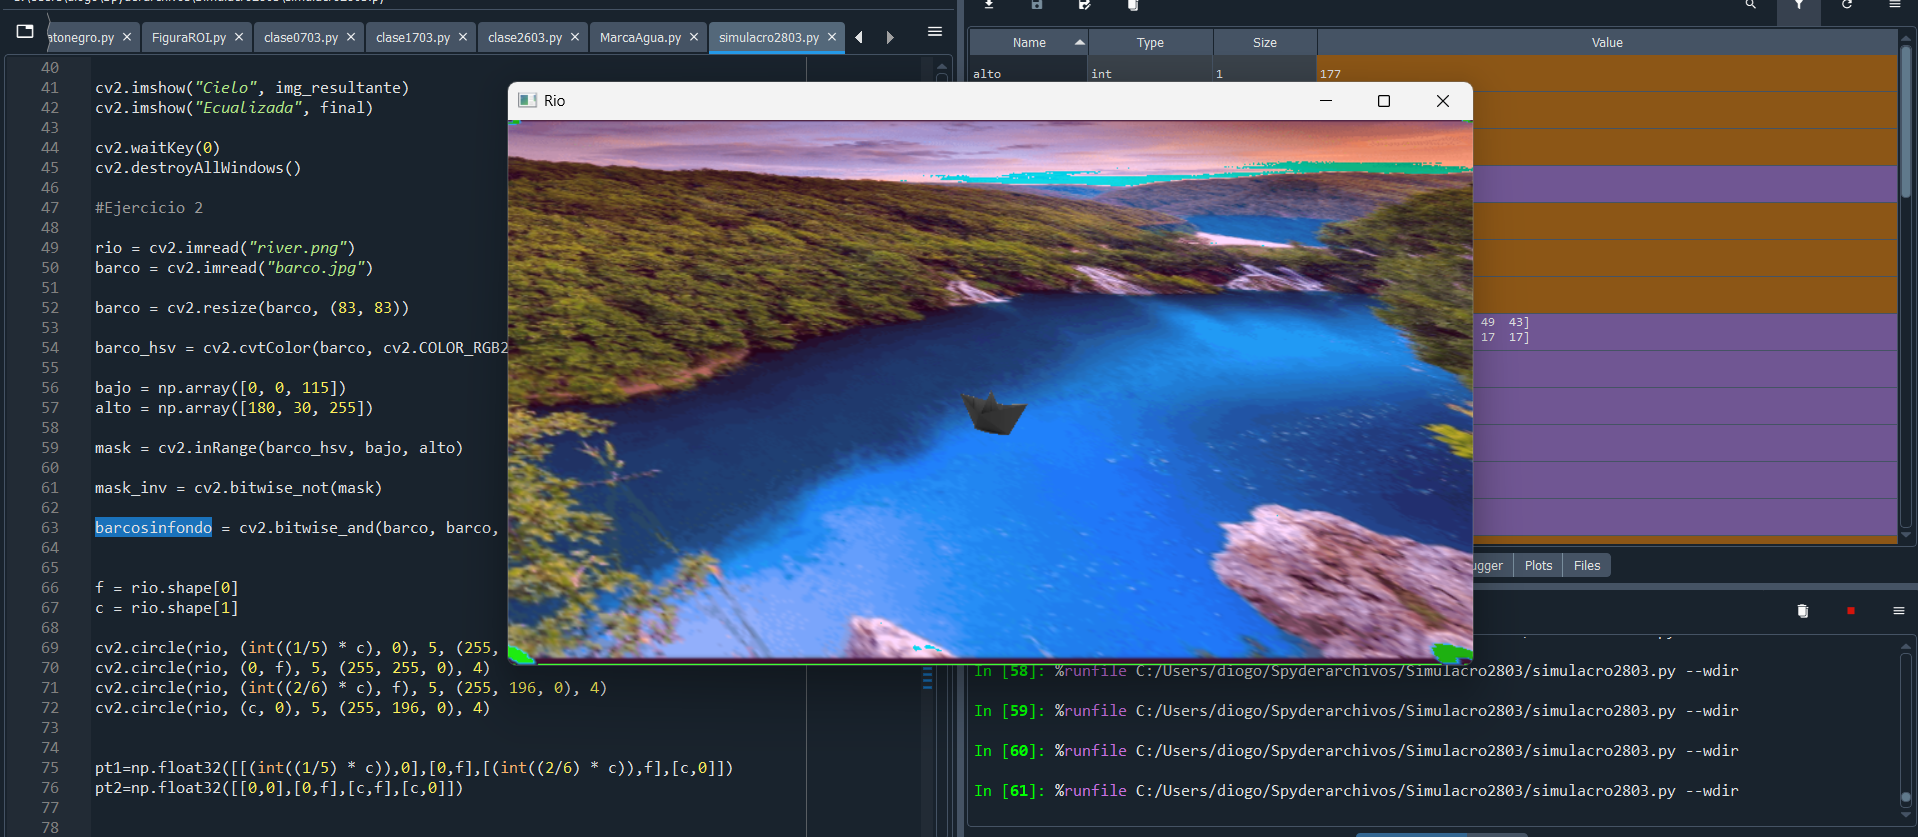 atonegro.py
FiguraROI.py
clase0703.py
clase1703.py
clase2603.py
MarcaAgua.py
simulacro2803.py
40
41 cv2.imshow("Cielo", img_resultante)
42 cv2.imshow("Ecualizada", final)
43
44 cv2.waitKey(0)
45 cv2.destroyAllWindows()
46
47 #Ejercicio 2
48
49 rio = cv2.imread("river.png")
50 barco = cv2.imread("barco.jpg")
51
52 barco = cv2.resize(barco, (83, 83))
53
54 barco_hsv = cv2.cvtColor(barco, cv2.COLOR_RGB2
55
56 bajo = np.array([0, 0, 115])
57 alto = np.array([180, 30, 255])
58
59 mask = cv2.inRange(barco_hsv, bajo, alto)
60
61 mask_inv = cv2.bitwise_not(mask)
62
63 barcosinfondo = cv2.bitwise_and(barco, barco,
64
65
66 f = rio.shape[0]
67 c = rio.shape[1]
68
69 cv2.circle(rio, (int((1/5) * c), 0), 5, (255,
70 cv2.circle(rio, (0, f), 5, (255, 255, 0), 4)
71 cv2.circle(rio, (int((2/6) * c), f), 5, (255, 196, 0), 4)
72 cv2.circle(rio, (c, 0), 5, (255, 196, 0), 4)
73
74
75 pt1=np.float32([[(int((1/5) * c)),0],[0,f],[(int((2/6) * c)),f],[c,0]])
76 pt2=np.float32([[0,0],[0,f],[c,f],[c,0]])
77
78
Rio
Name Type Size Value
alto int 1 177
49 43]
17 17]
ugger Plots Files
In [58]: %runfile C:/Users/diogo/Spyderarchivos/Simulacro2803/simulacro2803.py --wdir
In [59]: %runfile C:/Users/diogo/Spyderarchivos/Simulacro2803/simulacro2803.py --wdir
In [60]: %runfile C:/Users/diogo/Spyderarchivos/Simulacro2803/simulacro2803.py --wdir
In [61]: %runfile C:/Users/diogo/Spyderarchivos/Simulacro2803/simulacro2803.py --wdir